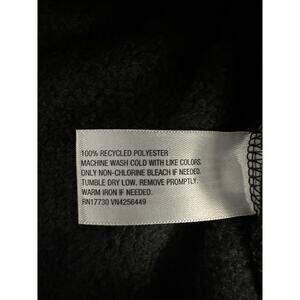 100% RECYCLED POLYESTER
MACHINE WASH COLD WITH LIKE COLORS.
ONLY NON-CHLORINE BLEACH IF NEEDED.
TUMBLE DRY LOW. REMOVE PROMPTLY.
WARM IRON IF NEEDED.
RN17730 VN4256449